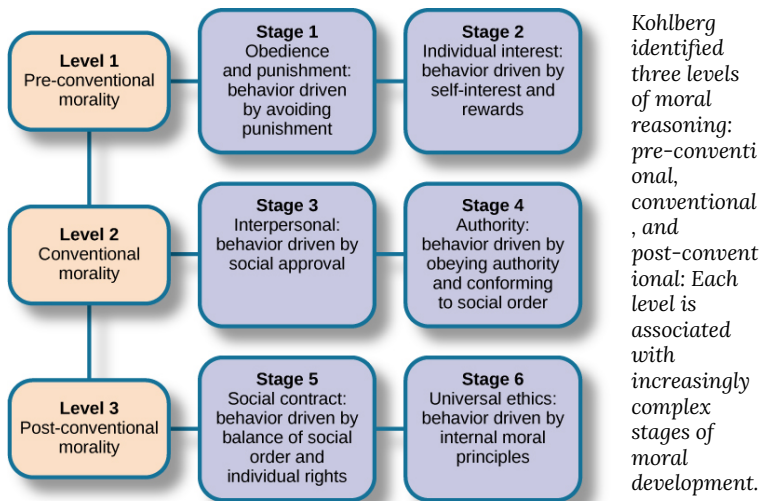 Level 1
Pre-conventional
morality
Stage 1
Obedience
and punishment:
behavior driven
by avoiding
punishment
Stage 2
Individual interest:
behavior driven by
self-interest and
rewards
Level 2
Conventional
morality
Stage 3
Interpersonal:
behavior driven by
social approval
Stage 4
Authority:
behavior driven by
obeying authority
and conforming
to social order
Level 3
Post-conventional
morality
Stage 5
Social contract:
behavior driven by
balance of social
order and
individual rights
Stage 6
Universal ethics:
behavior driven by
internal moral
principles
Kohlberg
identified
three levels
of moral
reasoning:
pre-conventi
onal,
conventional
, and
post-convent
ional: Each
level is
associated
with
increasingly
complex
stages of
moral
development.